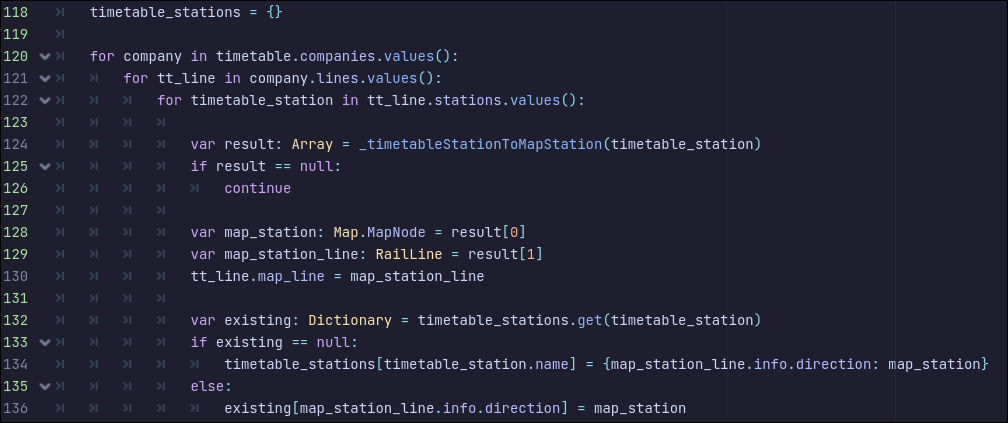 118 timetable_stations = {}
119
120 for company in timetable.companies.values():
121 for tt_line in company.lines.values():
122 for timetable_station in tt_line.stations.values():
123
124 var result: Array = _timetableStationToMapStation(timetable_station)
125 if result == null:
126 continue
127
128 var map_station: Map.MapNode = result[0]
129 var map_station_line: RailLine = result[1]
130 tt_line.map_line = map_station_line
131
132 var existing: Dictionary = timetable_stations.get(timetable_station)
133 if existing == null:
134 timetable_stations[timetable_station.name] = {map_station_line.info.direction: map_station}
135 else:
136 existing[map_station_line.info.direction] = map_station